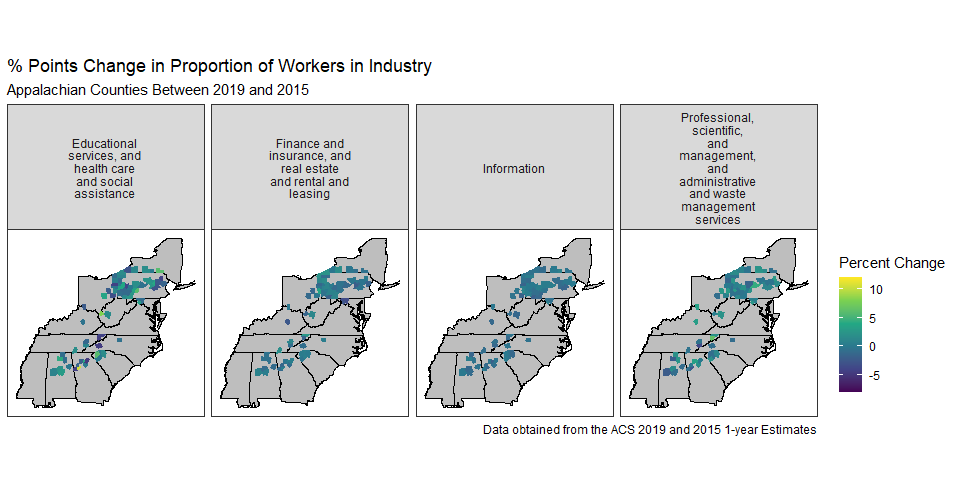 % Points Change in Proportion of Workers in Industry
Appalachian Counties Between 2019 and 2015
Educational
services, and
health care
and social
assistance
Finance and
insurance, and
real estate
and rental and
leasing
Information
Professional,
scientific,
and
management,
and
administrative
and waste
management
services
Percent Change
10
5
0
-5
Data obtained from the ACS 2019 and 2015 1-year Estimates